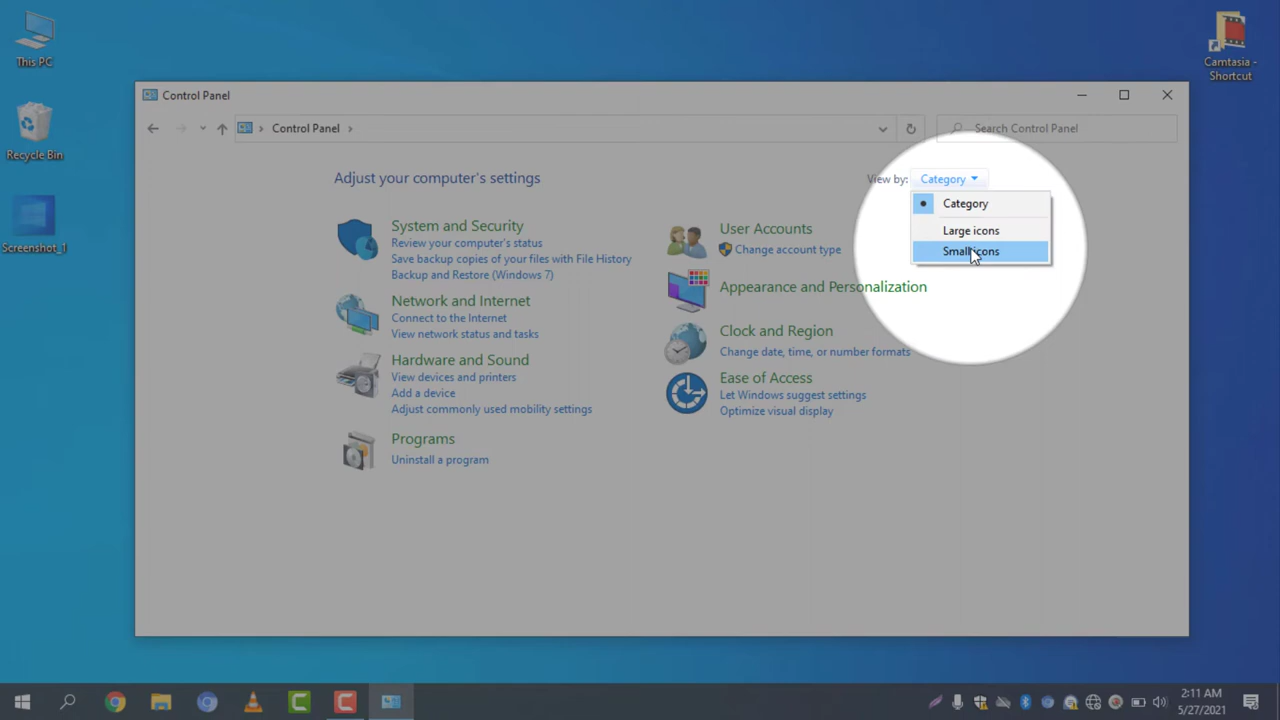 This PC
Recycle Bin
Screenshot_1
Camtasia -
Shortcut
Control Panel
Control Panel
Search Control Panel
Adjust your computer's settings
View by: Category
Category
Large icons
Small icons
System and Security
Review your computer's status
Save backup copies of your files with File History
Backup and Restore (Windows 7)
Network and Internet
Connect to the Internet
View network status and tasks
Hardware and Sound
View devices and printers
Add a device
Adjust commonly used mobility settings
Programs
Uninstall a program
User Accounts
Change account type
Appearance and Personalization
Clock and Region
Change date, time, or number formats
Ease of Access
Let Windows suggest settings
Optimize visual display
2:11 AM
5/27/2021